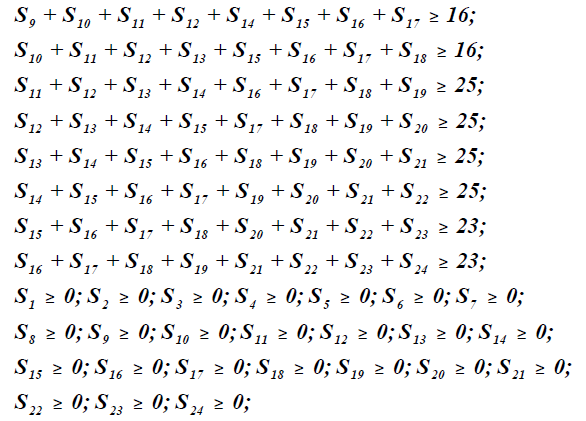 S₉ + S₁₀ + S₁₁ + S₁₂ + S₁₄ + S₁₅ + S₁₆ + S₁₇ ≥ 16;
S₁₀ + S₁₁ + S₁₂ + S₁₃ + S₁₅ + S₁₆ + S₁₇ + S₁₈ ≥ 16;
S₁₁ + S₁₂ + S₁₃ + S₁₄ + S₁₆ + S₁₇ + S₁₈ + S₁₉ ≥ 25;
S₁₂ + S₁₃ + S₁₄ + S₁₅ + S₁₇ + S₁₈ + S₁₉ + S₂₀ ≥ 25;
S₁₃ + S₁₄ + S₁₅ + S₁₆ + S₁₈ + S₁₉ + S₂₀ + S₂₁ ≥ 25;
S₁₄ + S₁₅ + S₁₆ + S₁₇ + S₁₉ + S₂₀ + S₂₁ + S₂₂ ≥ 25;
S₁₅ + S₁₆ + S₁₇ + S₁₈ + S₂₀ + S₂₁ + S₂₂ + S₂₃ ≥ 23;
S₁₆ + S₁₇ + S₁₈ + S₁₉ + S₂₁ + S₂₂ + S₂₃ + S₂₄ ≥ 23;
S₁ ≥ 0; S₂ ≥ 0; S₃ ≥ 0; S₄ ≥ 0; S₅ ≥ 0; S₆ ≥ 0; S₇ ≥ 0;
S₈ ≥ 0; S₉ ≥ 0; S₁₀ ≥ 0; S₁₁ ≥ 0; S₁₂ ≥ 0; S₁₃ ≥ 0; S₁₄ ≥ 0;
S₁₅ ≥ 0; S₁₆ ≥ 0; S₁₇ ≥ 0; S₁₈ ≥ 0; S₁₉ ≥ 0; S₂₀ ≥ 0; S₂₁ ≥ 0;
S₂₂ ≥ 0; S₂₃ ≥ 0; S₂₄ ≥ 0;